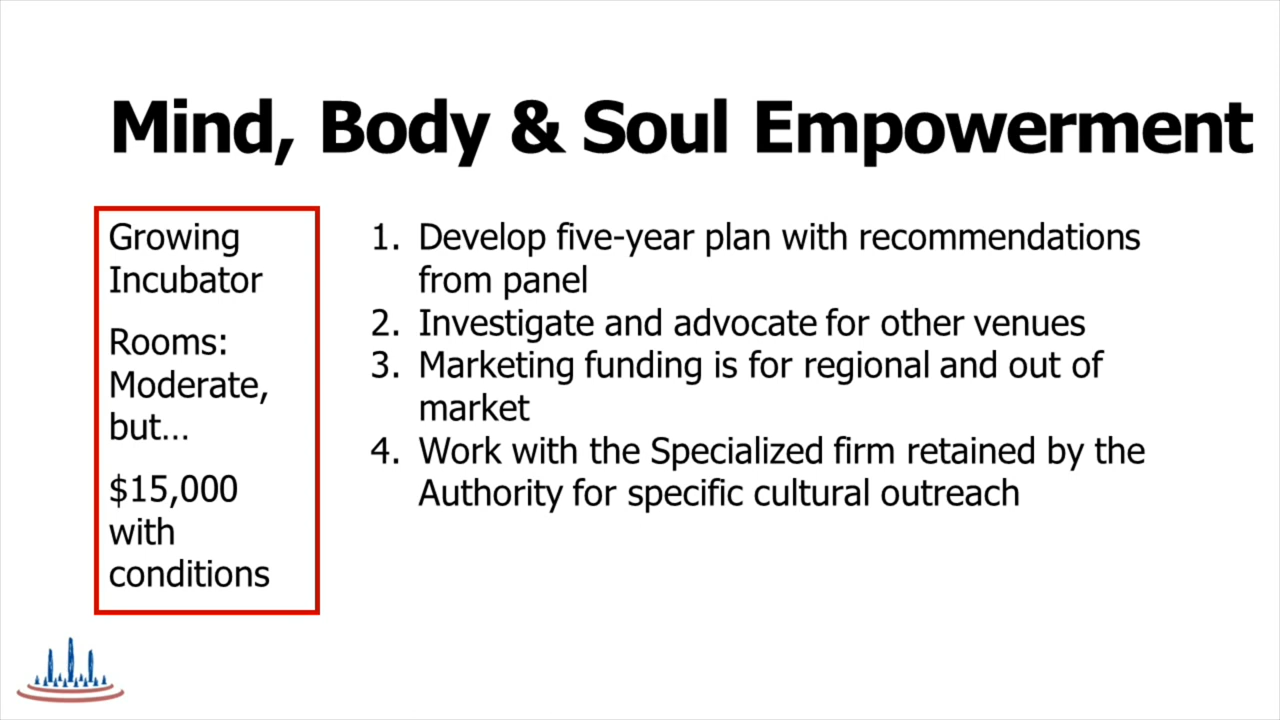 Mind, Body & Soul Empowerment
Growing
Incubator
Rooms:
Moderate,
but...
$15,000
with
conditions
1. Develop five-year plan with recommendations
from panel
2. Investigate and advocate for other venues
3. Marketing funding is for regional and out of
market
4. Work with the Specialized firm retained by the
Authority for specific cultural outreach